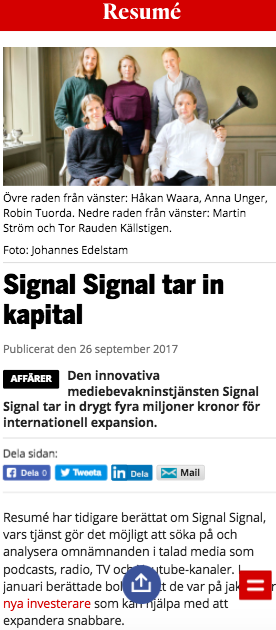 Resumé
Övre raden från vänster: Håkan Waara, Anna Unger,
Robin Tuorda. Nedre raden från vänster: Martin
Ström och Tor Rauden Källstigen.
Foto: Johannes Edelstam
Signal Signal tar in
kapital
Publicerat den 26 september 2017
AFFÄRER Den innovativa
mediebevakninstjänsten Signal
Signal tar in drygt fyra miljoner kronor för
internationell expansion.
Dela sidan:
Dela 0 Tweeta Dela Mail
Resumé har tidigare berättat om Signal Signal,
vars tjänst gör det möjligt att söka på och
analysera omnämnanden i talad media som
podcasts, radio, TV och utube-kanaler. I
januari berättade bol tt de var på jak r
nya investerare som kan hjälpa med att
expandera snabbare.